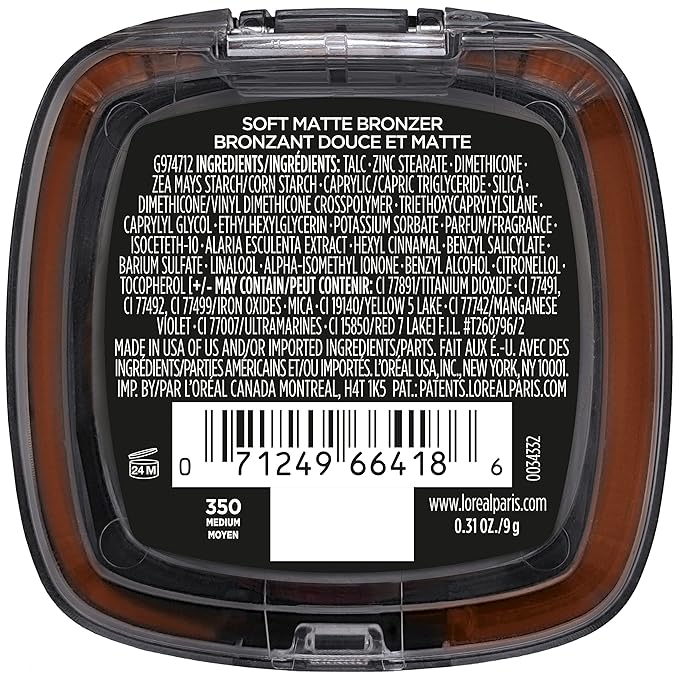 SOFT MATTE BRONZER
BRONZANT DOUCE ET MATTE
G974712 INGREDIENTS/INGRÉDIENTS: TALC • ZINC STEARATE • DIMETHICONE •
ZEA MAYS STARCH/CORN STARCH • CAPRYLIC/CAPRIC TRIGLYCERIDE • SILICA •
DIMETHICONE/VINYL DIMETHICONE CROSSPOLYMER • TRIETHOXYCAPRYLYLSILANE •
CAPRYLYL GLYCOL • ETHYLHEXYLGLYCERIN • POTASSIUM SORBATE • PARFUM/FRAGRANCE •
ISOCETETH-10 • ALARIA ESCULENTA EXTRACT • HEXYL CINNAMAL • BENZYL SALICYLATE •
BARIUM SULFATE • LINALOOL • ALPHA-ISOMETHYL IONONE • BENZYL ALCOHOL • CITRONELLOL •
TOCOPHEROL [+/– MAY CONTAIN/PEUT CONTENIR: CI 77891/TITANIUM DIOXIDE • CI 77491,
CI 77492, CI 77499/IRON OXIDES • MICA • CI 19140/YELLOW 5 LAKE • CI 77742/MANGANESE
VIOLET • CI 77007/ULTRAMARINES • CI 15850/RED 7 LAKE] F.I.L. #T260796/2
MADE IN USA OF US AND/OR IMPORTED INGREDIENTS/PARTS. FAIT AUX É.-U. AVEC DES
INGRÉDIENTS/PARTIES AMÉRICAINS ET/OU IMPORTÉS. L'ORÉAL USA, INC., NEW YORK, NY 10001.
IMP. BY/PAR L'ORÉAL CANADA MONTREAL, H4T 1K5 PAT.: PATENTS.LOREALPARIS.COM
24 M
0 71249 66418 6
0034332
350
MEDIUM
MOYEN
www.lorealparis.com
0.31 OZ./9 g